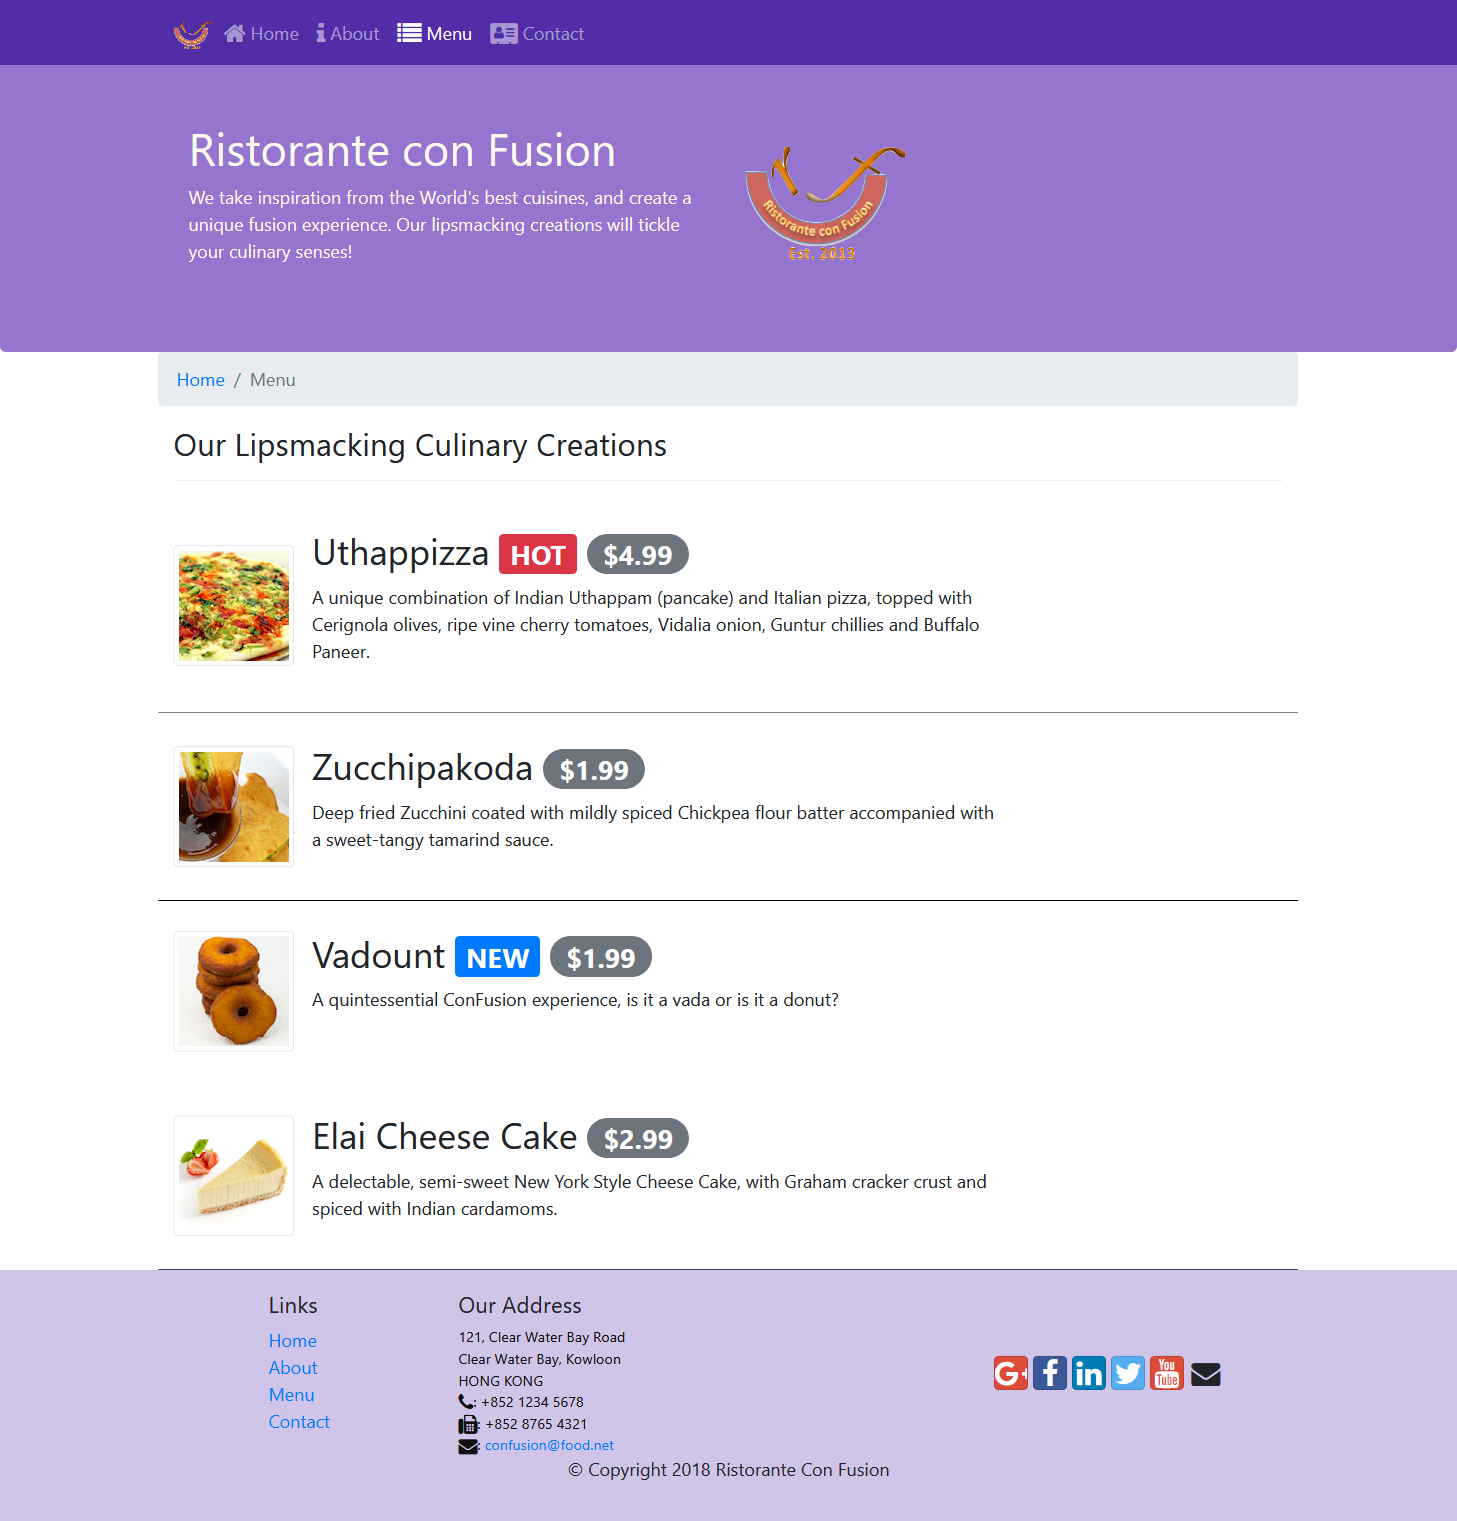 Home About Menu Contact
Ristorante con Fusion
We take inspiration from the World's best cuisines, and create a
unique fusion experience. Our lipsmacking creations will tickle
your culinary senses!
Ristorante con Fusion
Est. 2013
Home / Menu
Our Lipsmacking Culinary Creations
Uthappizza HOT $4.99
A unique combination of Indian Uthappam (pancake) and Italian pizza, topped with
Cerignola olives, ripe vine cherry tomatoes, Vidalia onion, Guntur chillies and Buffalo
Paneer.
Zucchipakoda $1.99
Deep fried Zucchini coated with mildly spiced Chickpea flour batter accompanied with
a sweet-tangy tamarind sauce.
Vadount NEW $1.99
A quintessential ConFusion experience, is it a vada or is it a donut?
Elai Cheese Cake $2.99
A delectable, semi-sweet New York Style Cheese Cake, with Graham cracker crust and
spiced with Indian cardamoms.
Links
Home
About
Menu
Contact
Our Address
121, Clear Water Bay Road
Clear Water Bay, Kowloon
HONG KONG
: +852 1234 5678
: +852 8765 4321
: confusion@food.net
G+ f in You Tube
© Copyright 2018 Ristorante Con Fusion